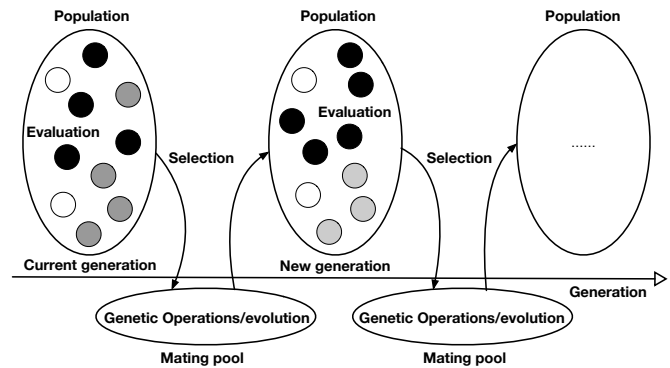 Population
Population
Population
Evaluation
Evaluation
......
Selection
Selection
Current generation
New generation
Generation
Genetic Operations/evolution
Genetic Operations/evolution
Mating pool
Mating pool